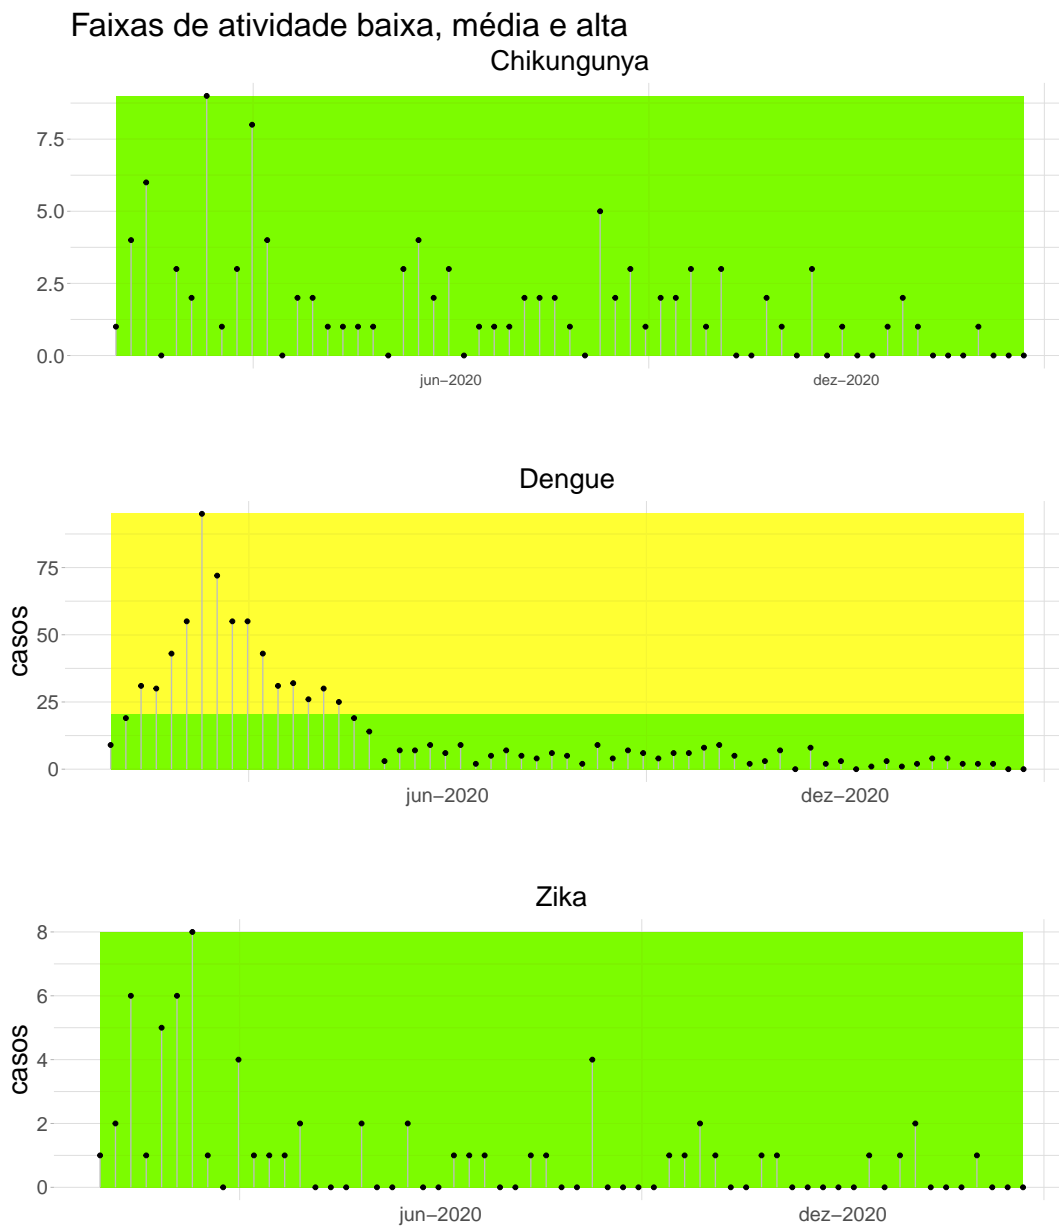 Faixas de atividade baixa, média e alta
Chikungunya
7.5
5.0
2.5
0.0
jun−2020
dez−2020
Dengue
casos
75
50
25
0
jun−2020
dez−2020
Zika
casos
8
6
4
2
0
jun−2020
dez−2020